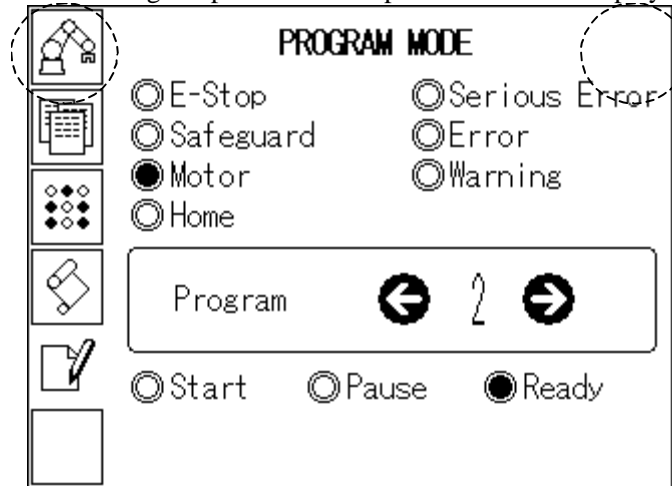 PROGRAM MODE
E-Stop Serious Error
Safeguard Error
Motor Warning
Home
Program 2
Start Pause Ready